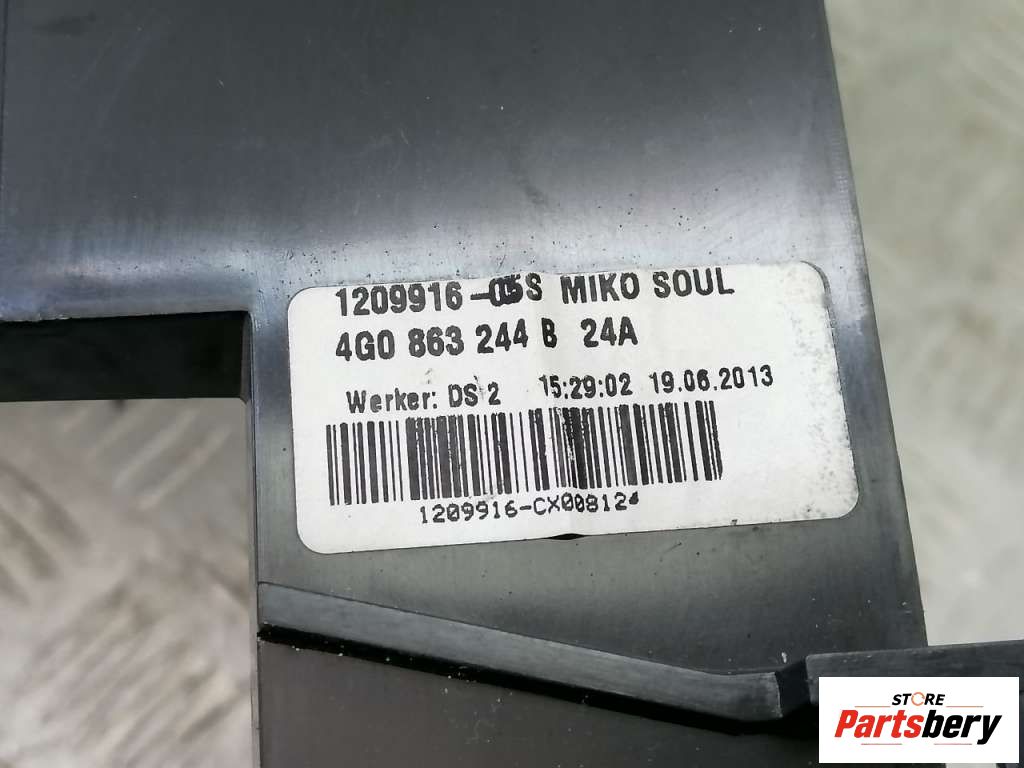 1209916-05S MIKO SOUL
4G0 863 244 B 24A
Werker: DS 2 15:29:02 19.06.2013
1209916-CX008124
STORE
Partsbery